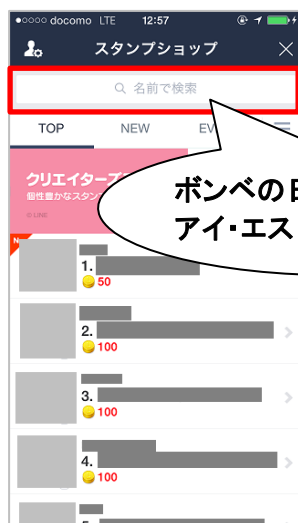 docomo LTE 12:57
スタンプショップ
名前で検索
TOP NEW EV
クリエイターズ
個性豊かなスタン
© LINE
ボンベの
アイ・エス
1.
50
2.
100
3.
100
4.
100